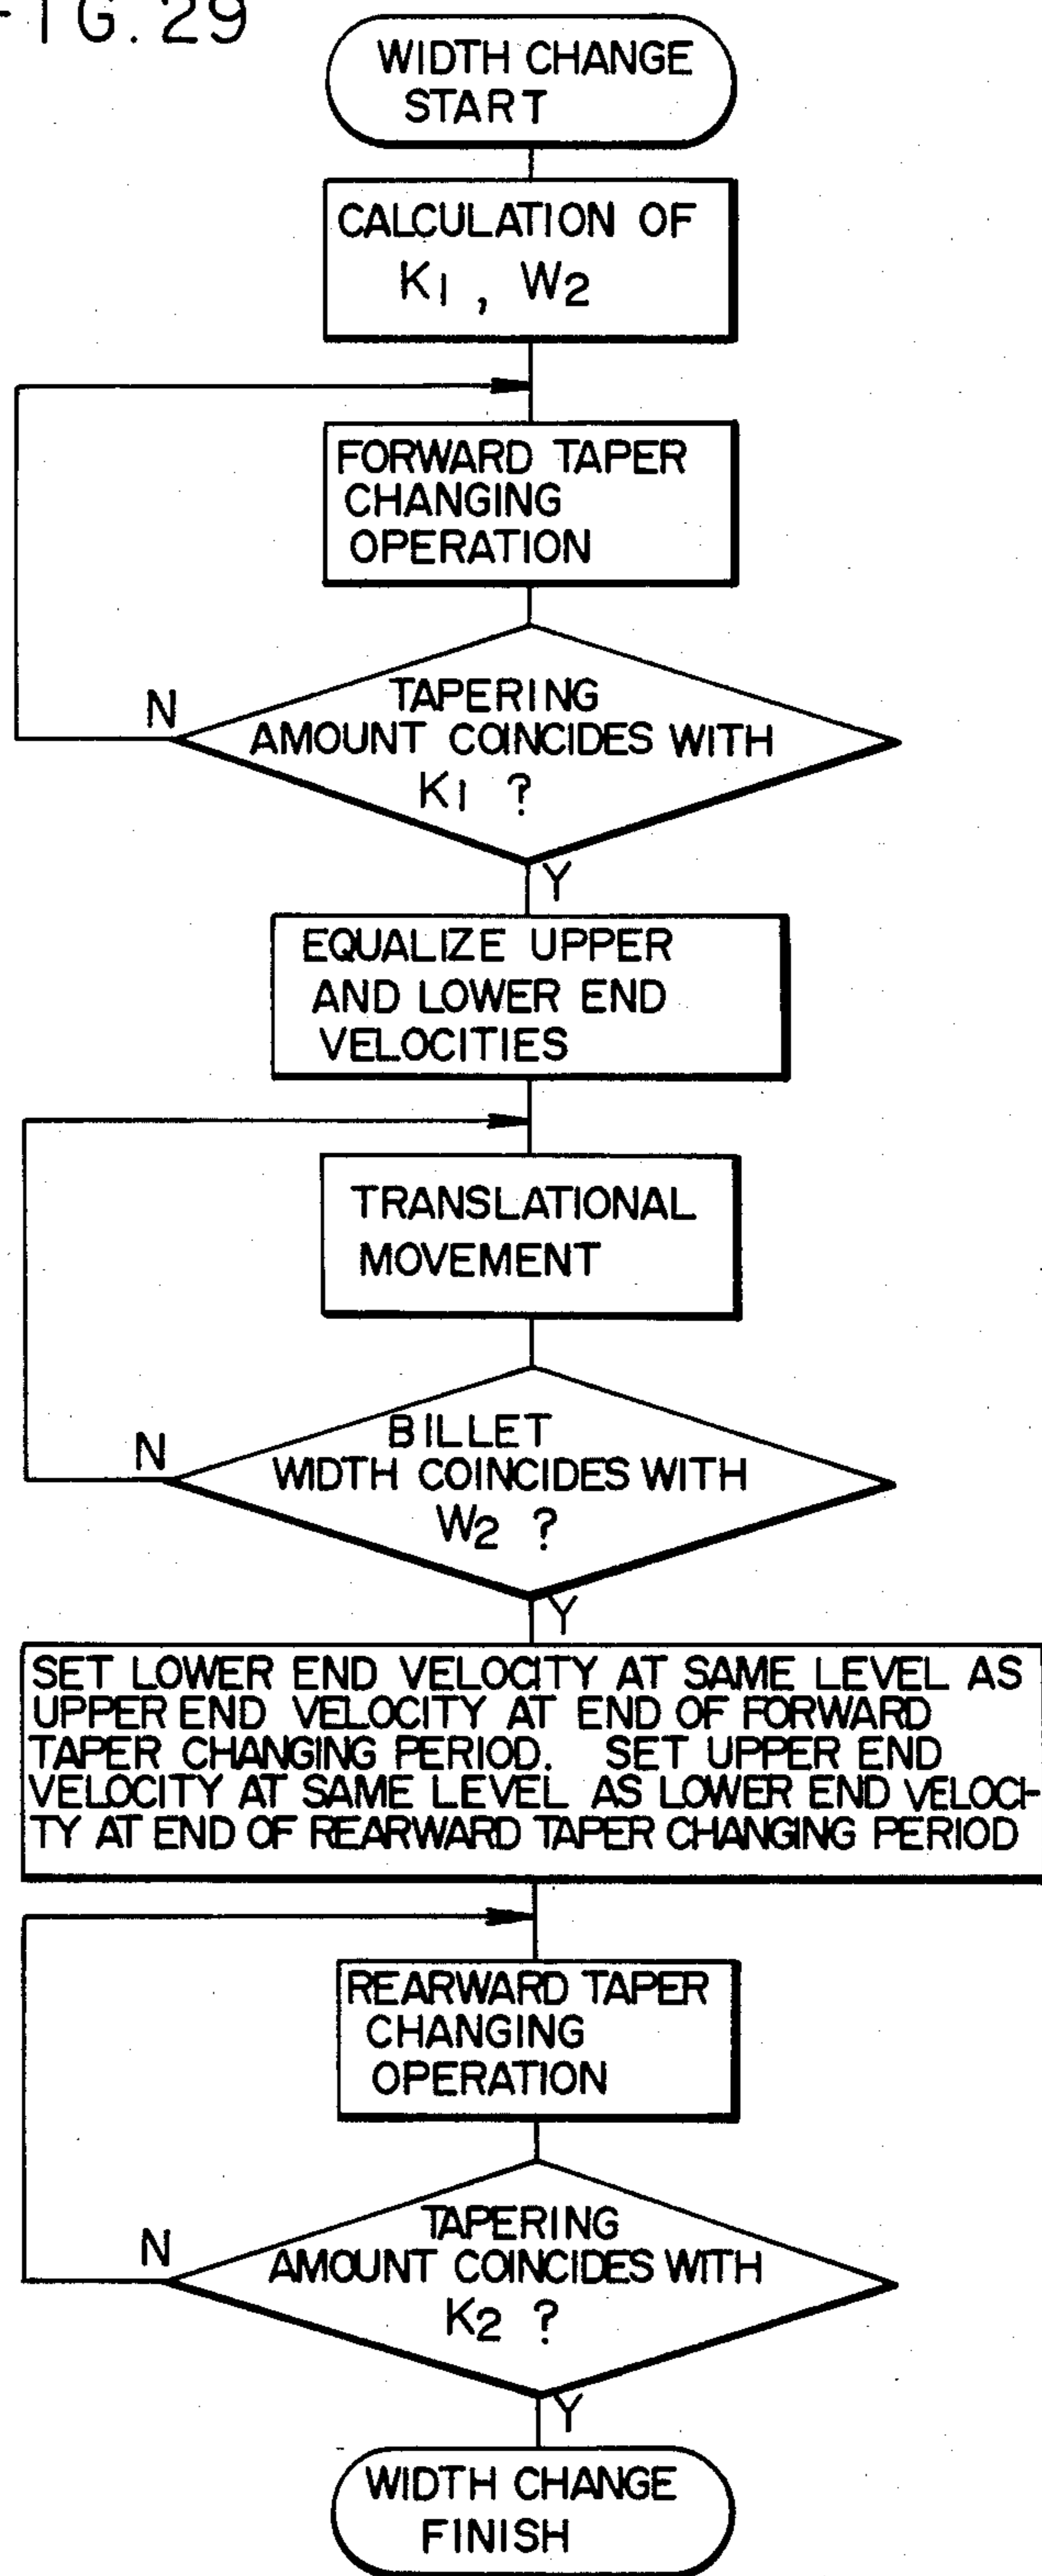 FIG. 29
WIDTH CHANGE
START
CALCULATION OF
K1 , W2
FORWARD TAPER
CHANGING
OPERATION
TAPERING
AMOUNT COINCIDES WITH
K1 ?
N
Y
EQUALIZE UPPER
AND LOWER END
VELOCITIES
TRANSLATIONAL
MOVEMENT
BILLET
WIDTH COINCIDES WITH
W2 ?
N
Y
SET LOWER END VELOCITY AT SAME LEVEL AS
UPPER END VELOCITY AT END OF FORWARD
TAPER CHANGING PERIOD. SET UPPER END
VELOCITY AT SAME LEVEL AS LOWER END VELOCI-
TY AT END OF REARWARD TAPER CHANGING PERIOD
REARWARD TAPER
CHANGING
OPERATION
TAPERING
AMOUNT COINCIDES WITH
K2 ?
N
Y
WIDTH CHANGE
FINISH